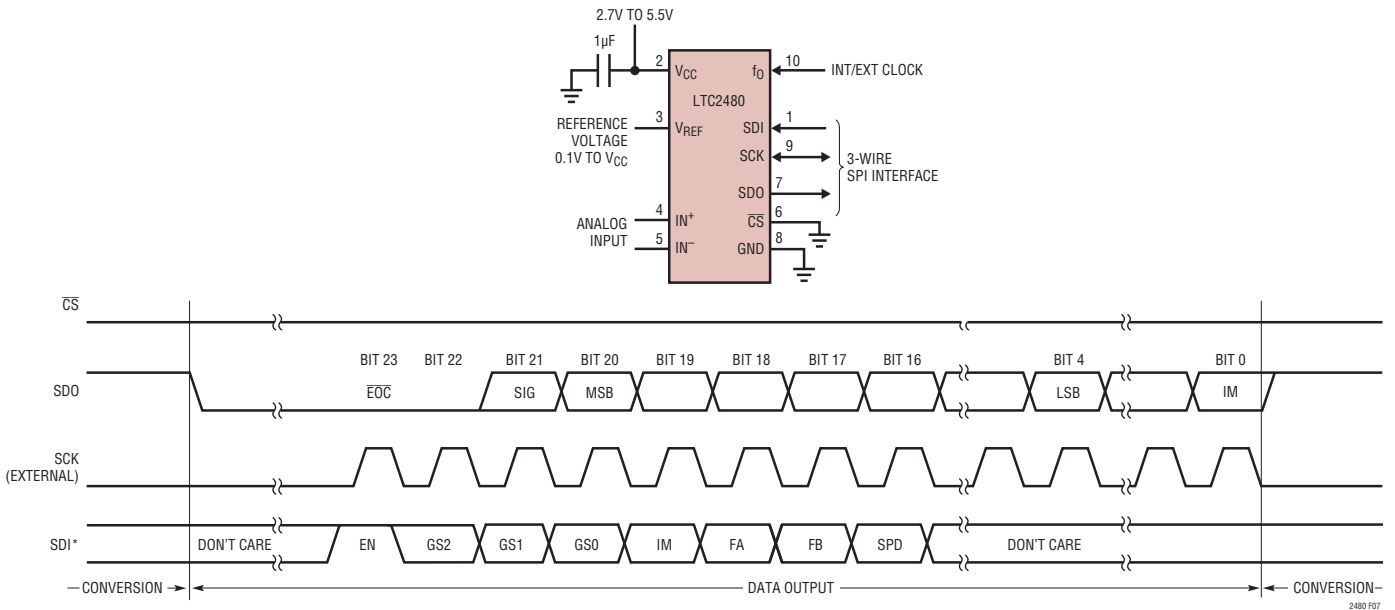 2.7V TO 5.5V
1µF
2 VCC fO 10 INT/EXT CLOCK
LTC2480
REFERENCE VOLTAGE 0.1V TO VCC
3 VREF SDI 1
SCK 9
3-WIRE SPI INTERFACE
SDO 7
ANALOG INPUT
4 IN+ CS 6
5 IN− GND 8
CS
BIT 23 BIT 22 BIT 21 BIT 20 BIT 19 BIT 18 BIT 17 BIT 16 BIT 4 BIT 0
SDO EOC SIG MSB LSB IM
SCK
(EXTERNAL)
SDI* DON'T CARE EN GS2 GS1 GS0 IM FA FB SPD DON'T CARE
CONVERSION DATA OUTPUT CONVERSION
2480 F07